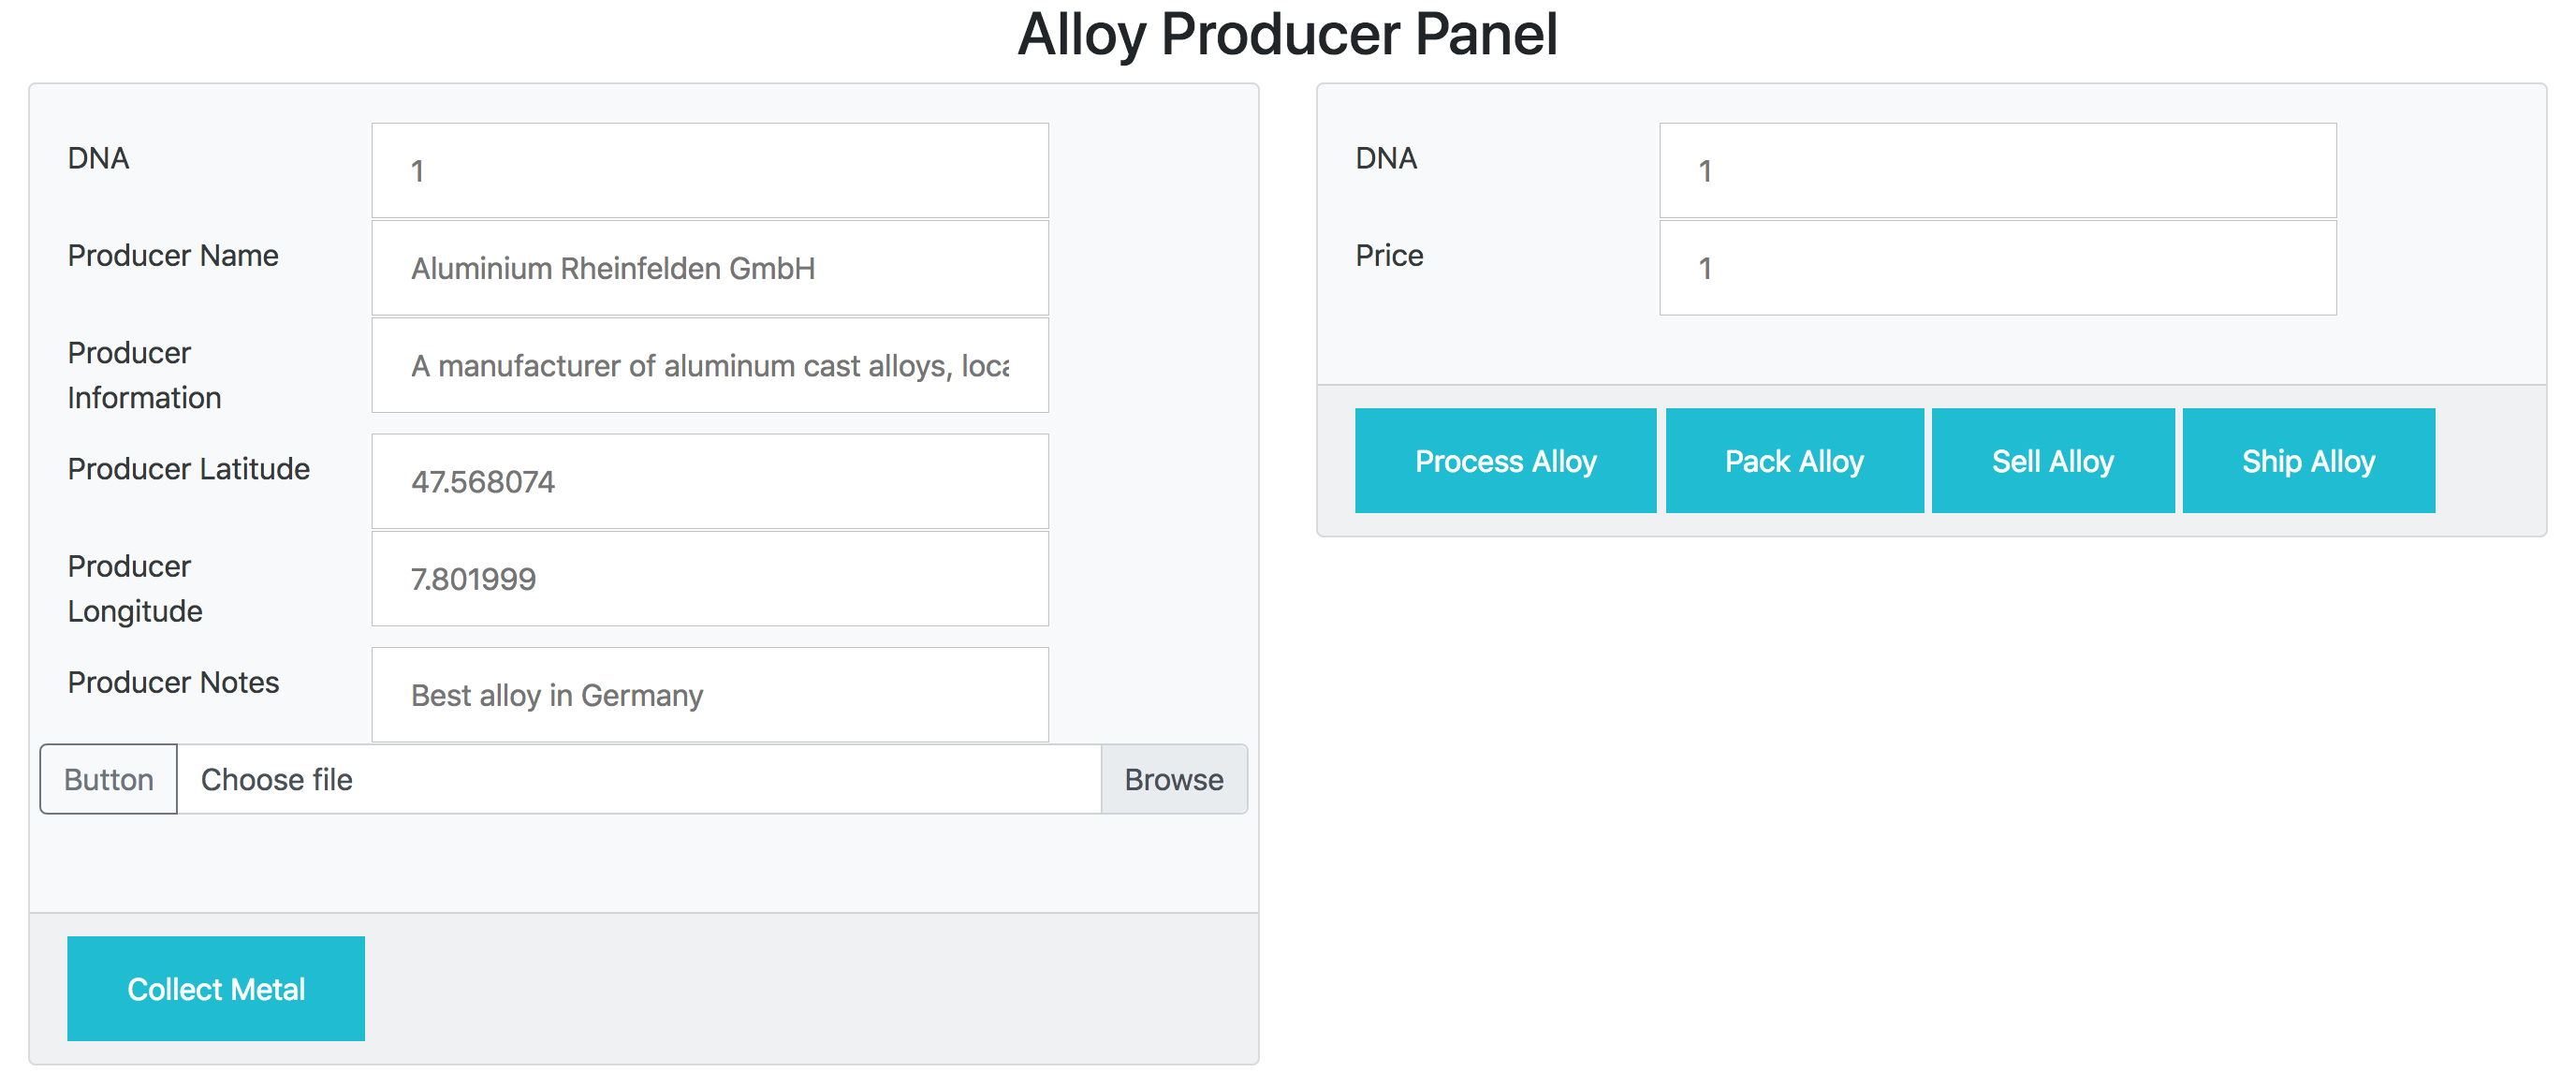 Alloy Producer Panel
DNA
1
Producer Name
Aluminium Rheinfelden GmbH
Producer
Information
A manufacturer of aluminum cast alloys, loca
Producer Latitude
47.568074
Producer
Longitude
7.801999
Producer Notes
Best alloy in Germany
Button
Choose file
Browse
Collect Metal
DNA
1
Price
1
Process Alloy
Pack Alloy
Sell Alloy
Ship Alloy